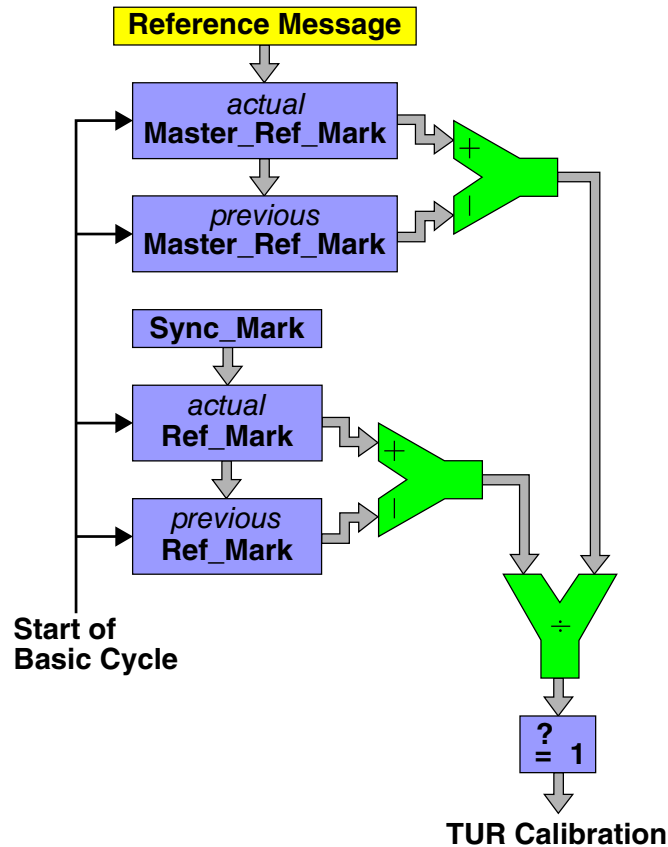 Reference Message
actual
Master_Ref_Mark
+
previous
Master_Ref_Mark
–
Sync_Mark
actual
Ref_Mark
+
previous
Ref_Mark
–
Start of
Basic Cycle
÷
?
= 1
TUR Calibration